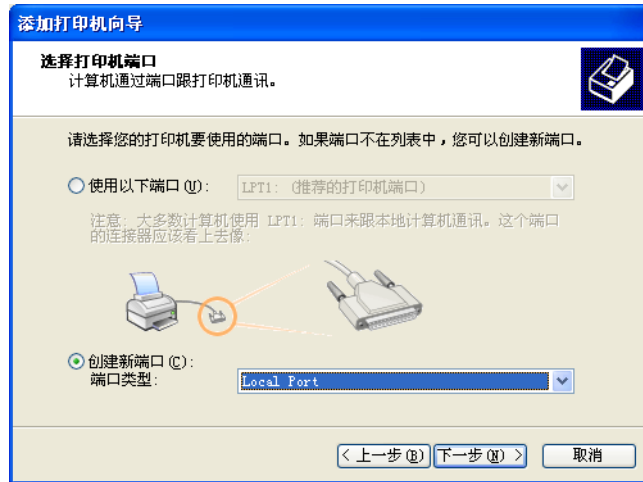 添加打印机向导
选择打印机端口
计算机通过端口跟打印机通讯。
请选择您的打印机要使用的端口。如果端口不在列表中，您可以创建新端口。
使用以下端口(U):
LPT1: (推荐的打印机端口)
注意: 大多数计算机使用 LPT1: 端口来跟本地计算机通讯。这个端口
的连接器应该看上去像:
创建新端口(C):
端口类型:
Local Port
< 上一步(B)
下一步(N) >
取消